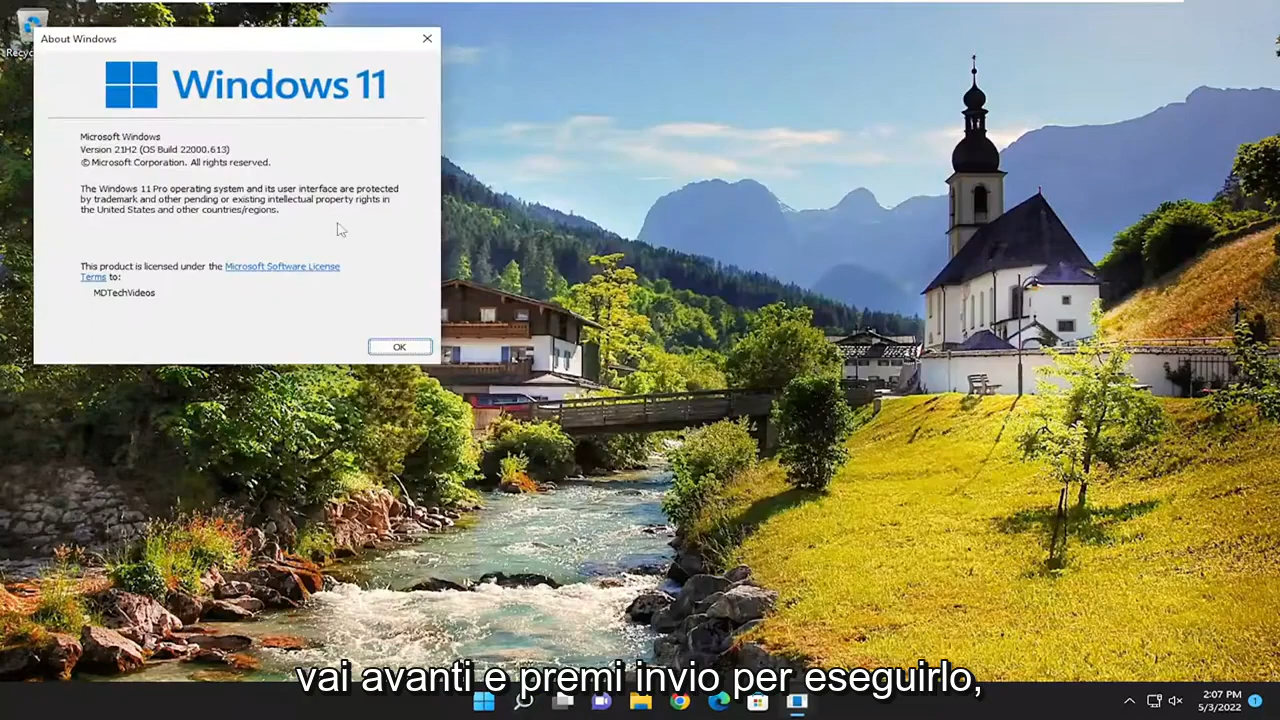 Recyc
About Windows
Windows 11
Microsoft Windows
Version 21H2 (OS Build 22000.613)
© Microsoft Corporation. All rights reserved.
The Windows 11 Pro operating system and its user interface are protected
by trademark and other pending or existing intellectual property rights in
the United States and other countries/regions.
This product is licensed under the Microsoft Software License
Terms to:
MDTechVideos
OK
vai avanti e premi invio per eseguirlo,
2:07 PM
5/3/2022
1